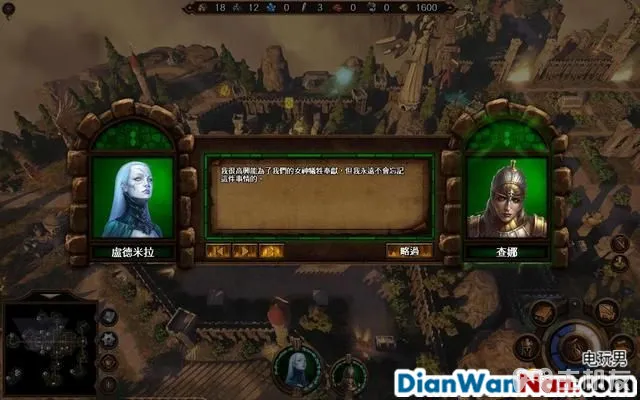 18 12 0 3 0 0 1600
我很高興能為了我們的女神犧牲奉獻，但我永遠不會忘記
這件事情的。
盧德米拉
略過
查娜
电玩男
DianWanNan.com